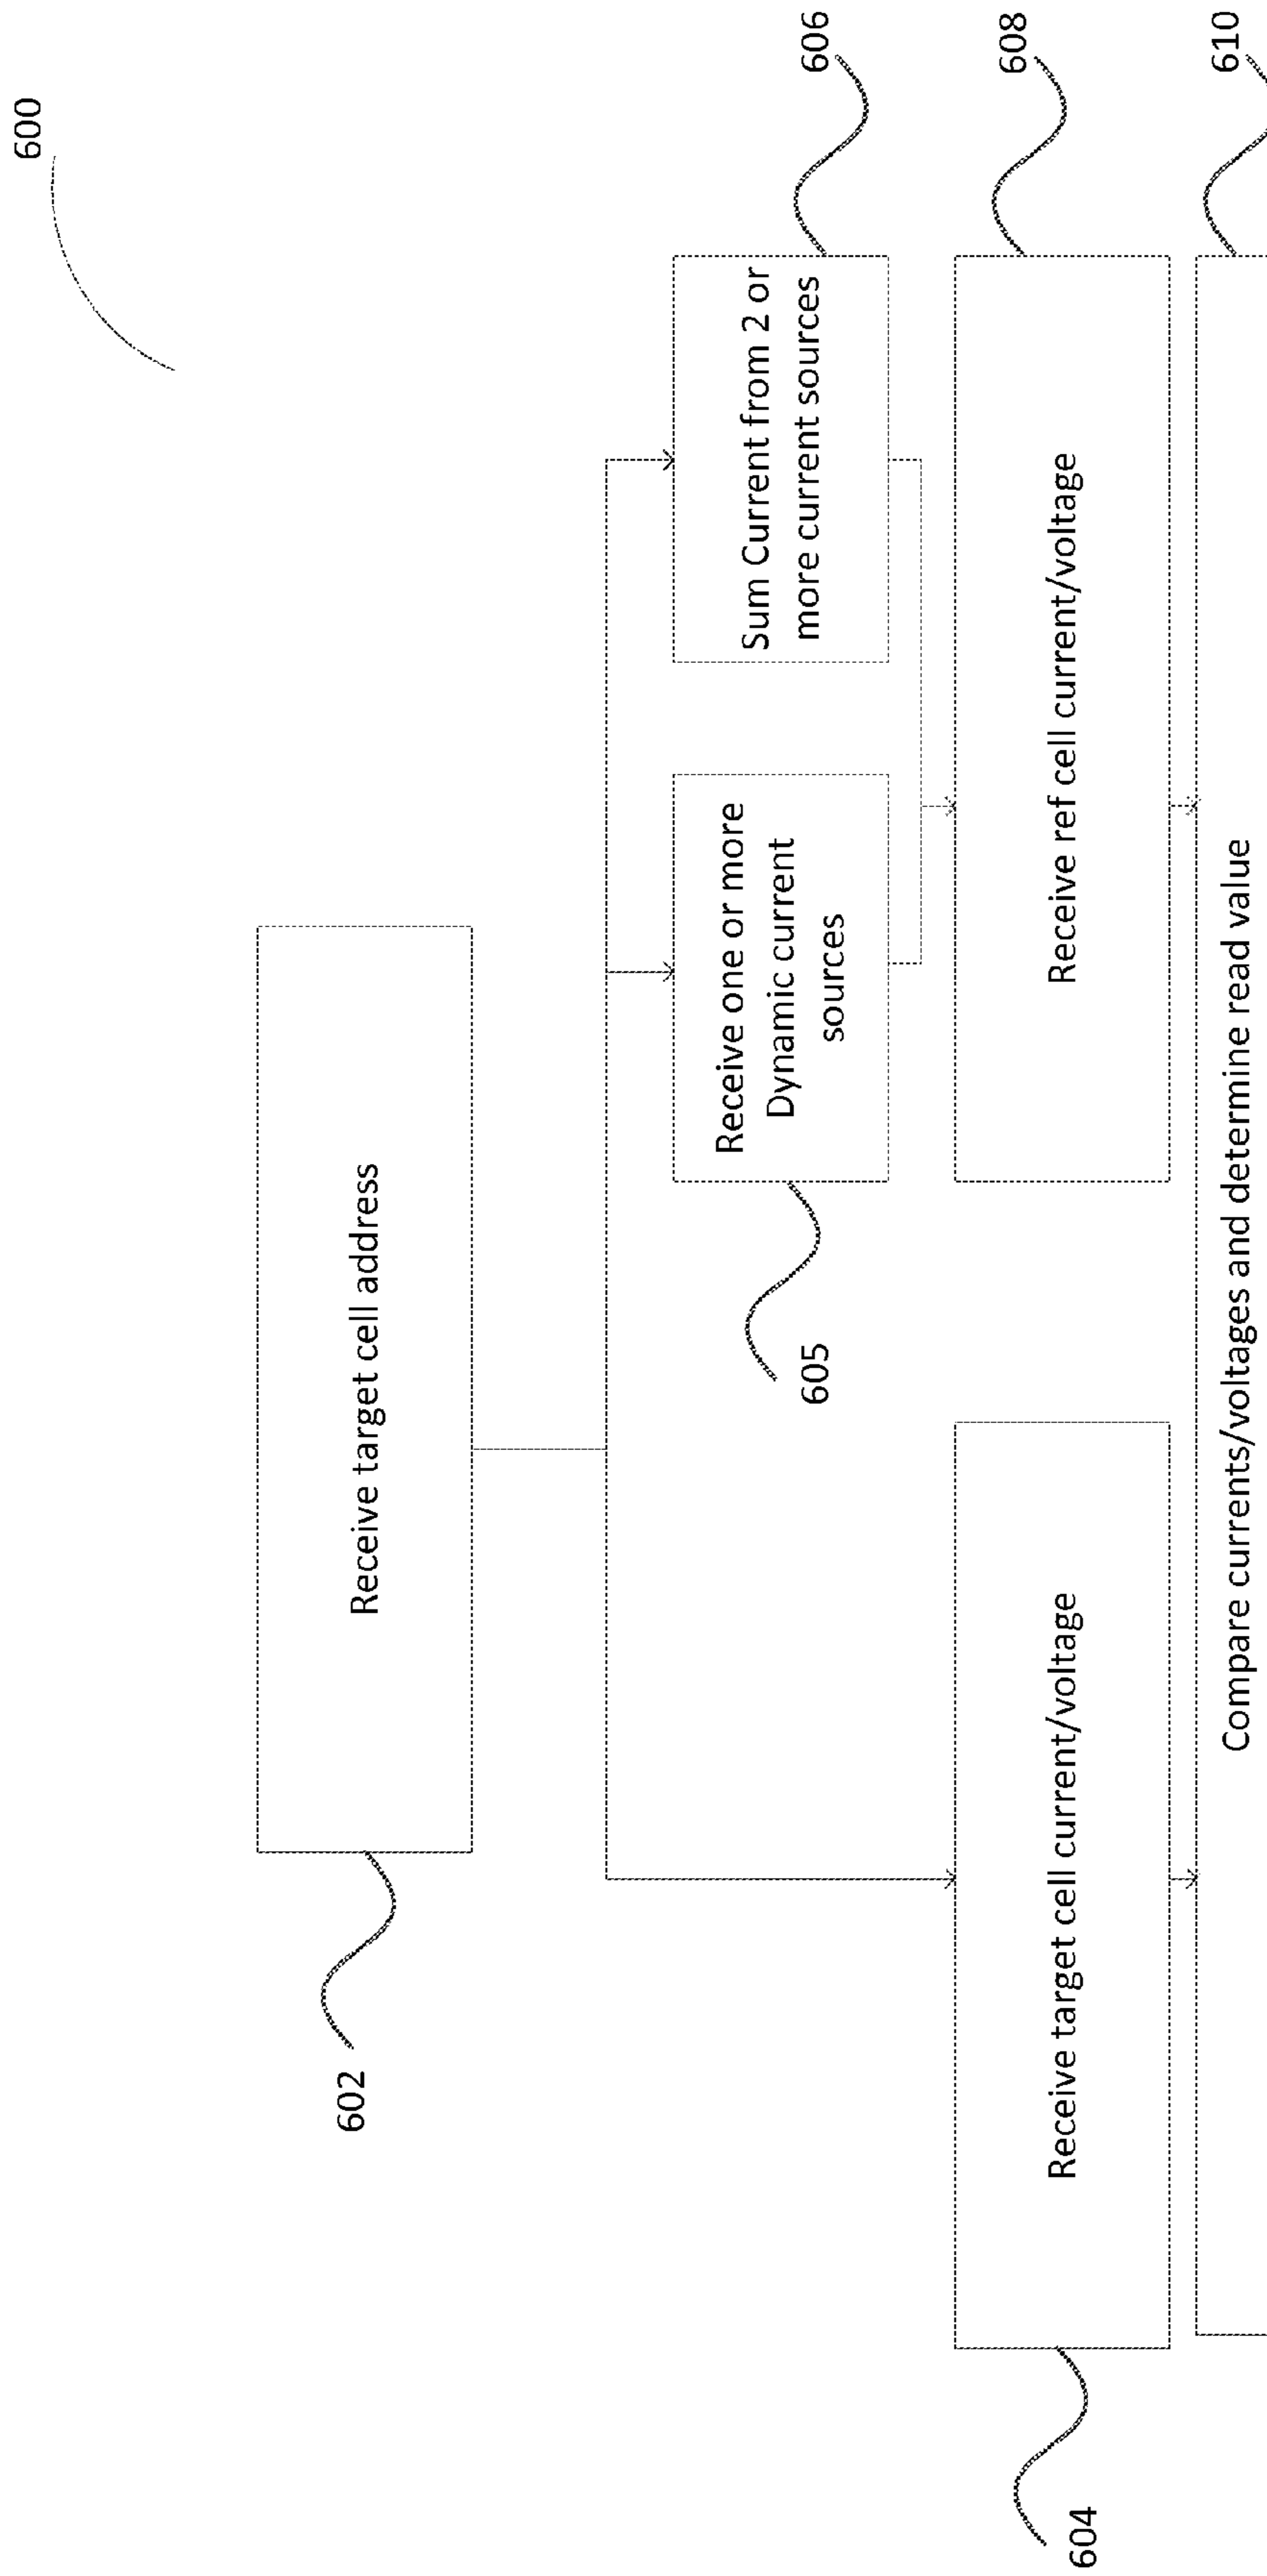 600
Receive target cell address
602
Receive one or more
Dynamic current
sources
605
Sum Current from 2 or
more current sources
606
Receive target cell current/voltage
604
Receive ref cell current/voltage
608
Compare currents/voltages and determine read value
610